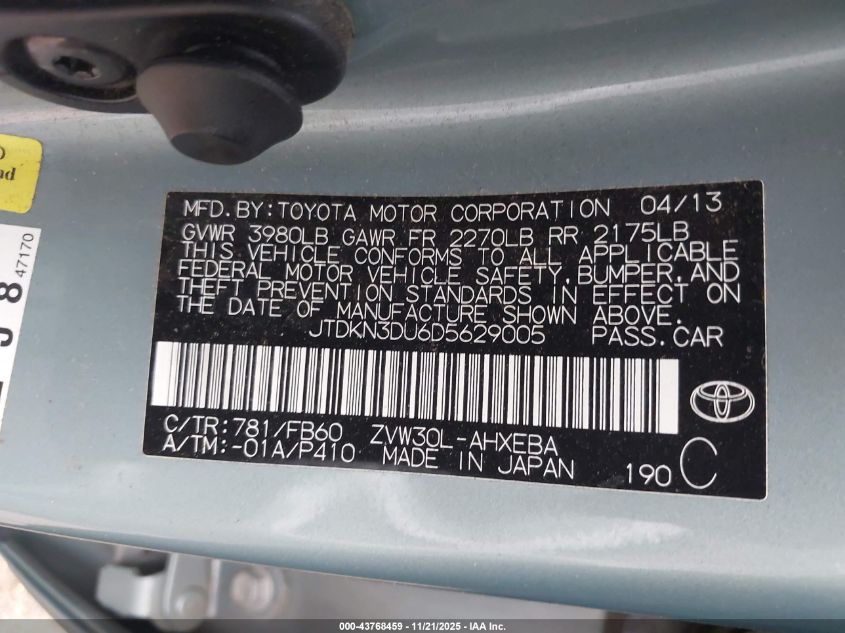 MFD. BY: TOYOTA MOTOR CORPORATION 04/13
GVWR 3980LB GAWR FR 2270LB RR 2175LB
THIS VEHICLE CONFORMS TO ALL APPLICABLE
FEDERAL MOTOR VEHICLE SAFETY, BUMPER, AND
THEFT PREVENTION STANDARDS IN EFFECT ON
THE DATE OF MANUFACTURE SHOWN ABOVE.
JTDKN3DU6D5629005 PASS.CAR
C/TR: 781/FB60 ZVW30L-AHXEBA
A/TM: -01A/P410 MADE IN JAPAN 190 C
47170
8
000-43768459 - 11/21/2025 - IAA Inc.